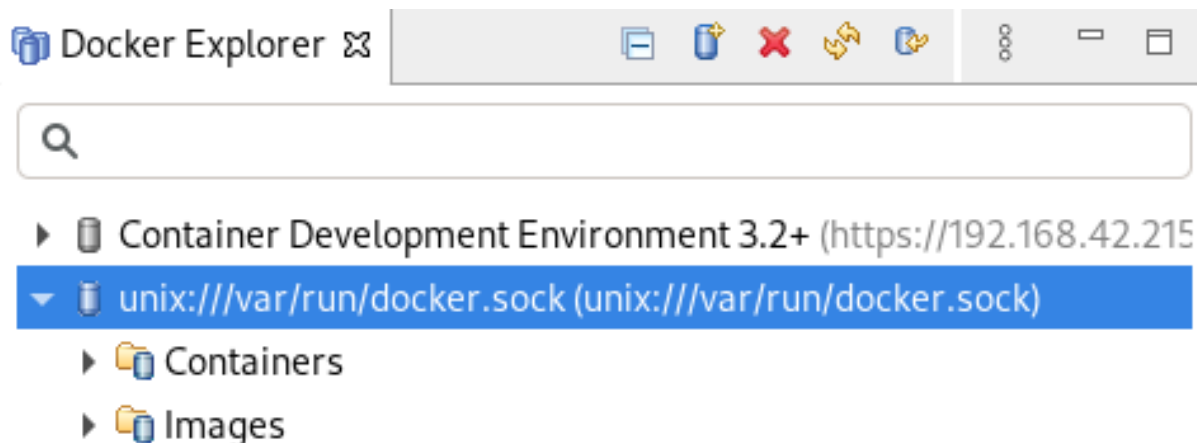 Docker Explorer
Container Development Environment 3.2+ (https://192.168.42.215
unix:///var/run/docker.sock (unix:///var/run/docker.sock)
Containers
Images